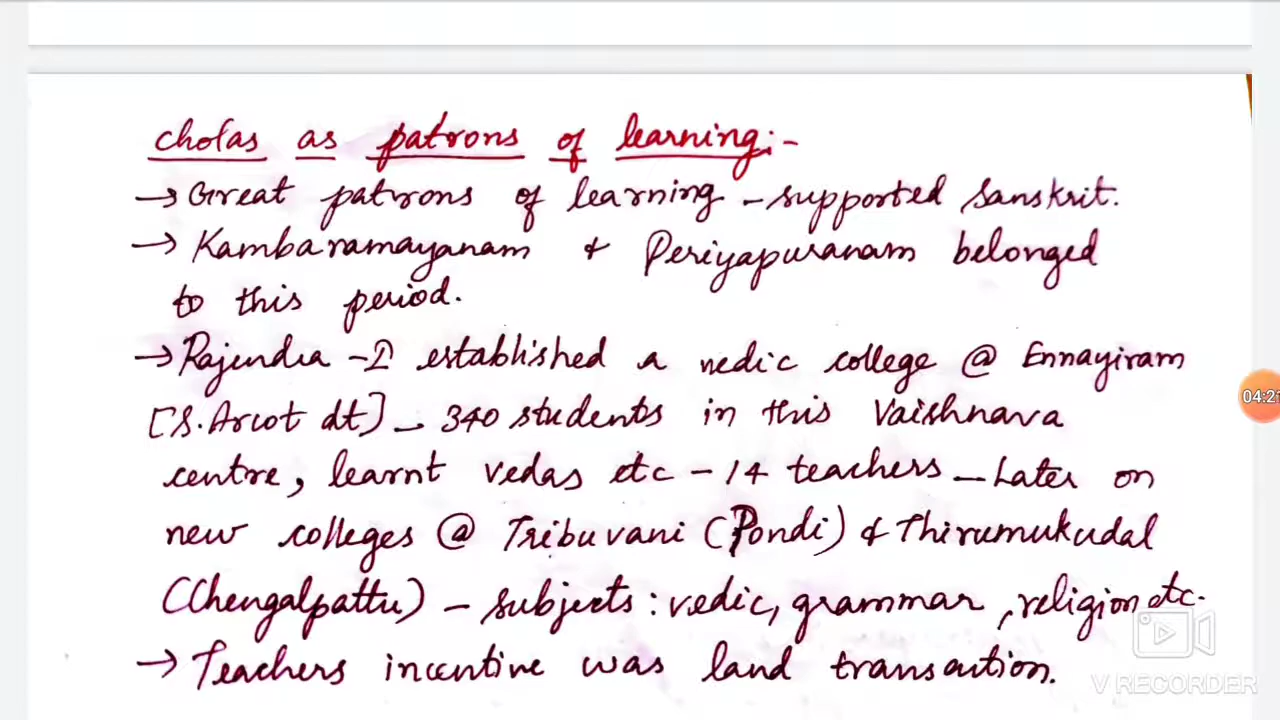 Cholas as patrons of learning:-
→ Great patrons of learning - supported Sanskrit.
→ Kambaramayanam & Periyapuranam belonged
to this period.
→ Rajendra - I established a vedic college @ Ennayiram
[S. Arcot dt] - 340 students in this Vaishnava
centre, learnt vedas etc - 14 teachers - Later on
new colleges @ Tribuvani (Pondi) & Thirumukudal
(Chengalpattu) - subjects : vedic, grammar, religion etc.
→ Teachers incentive was land transaction.
04:21
V RECORDER